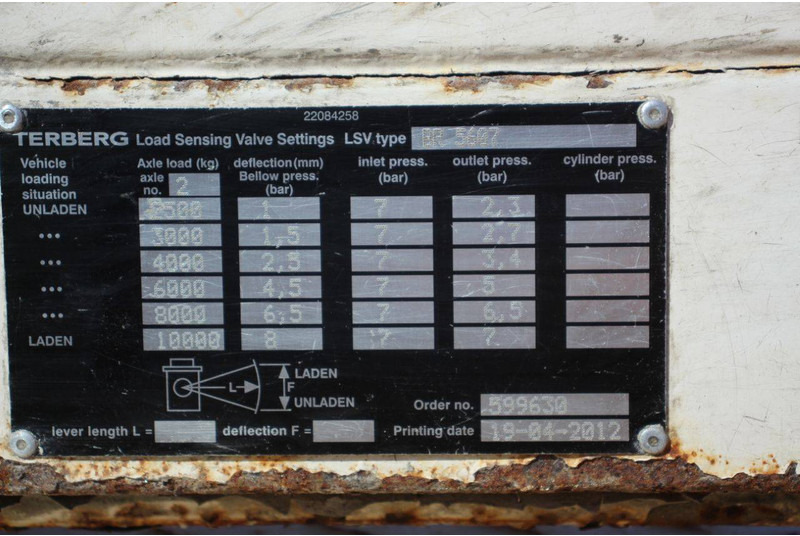 22084258
TERBERG Load Sensing Valve Settings LSV type BR 5607
Vehicle loading situation
Axle load (kg) axle no. 2
deflection(mm) Bellow press. (bar)
inlet press. (bar)
outlet press. (bar)
cylinder press. (bar)
UNLADEN 2500 1 7 2,3
••• 3000 1,5 7 2,7
••• 4000 2,5 7 3,4
••• 6000 4,5 7 5
••• 8000 6,5 7 6,5
LADEN 10000 8 7 7
L F LADEN
UNLADEN
Order no. 599630
lever length L = deflection F = Printing date 19-04-2012